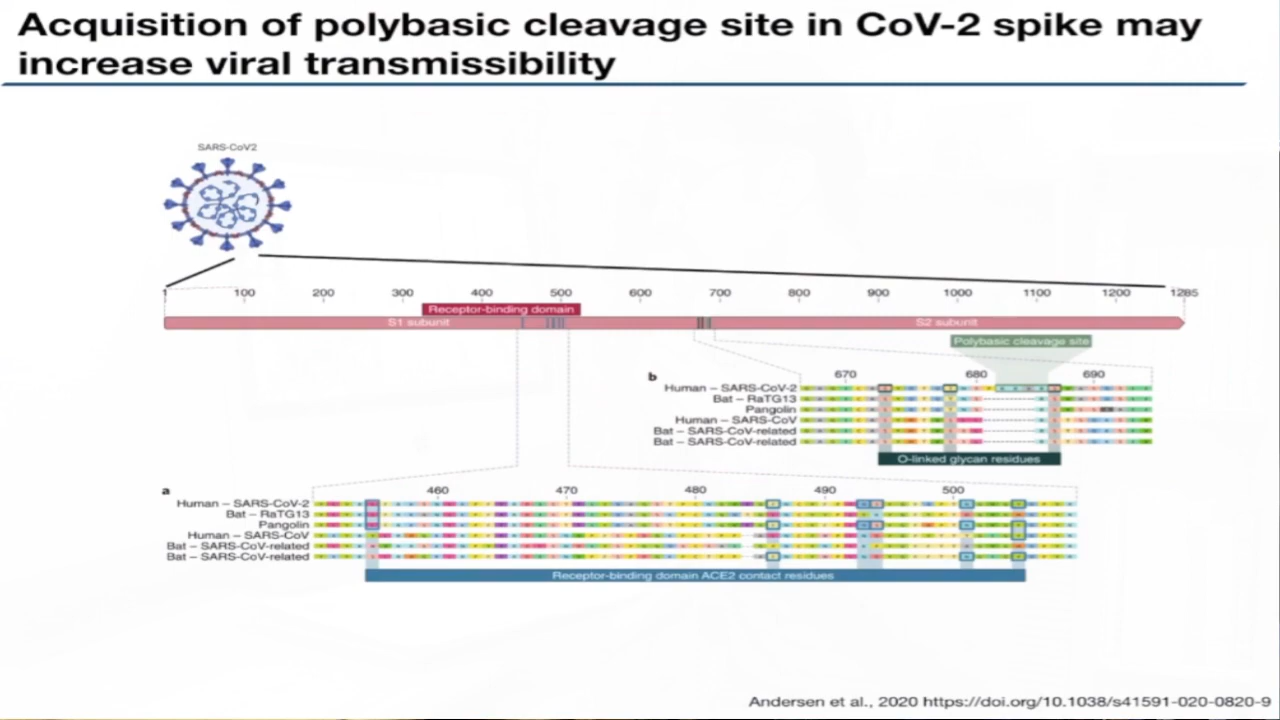 Acquisition of polybasic cleavage site in CoV-2 spike may
increase viral transmissibility
SARS-CoV2
1 100 200 300 400 500 600 700 800 900 1000 1100 1200 1285
Receptor-binding domain
S1 subunit S2 subunit
Polybasic cleavage site
b 670 680 690
Human – SARS-CoV-2
Bat – RaTG13
Pangolin
Human – SARS-CoV
Bat – SARS-CoV-related
Bat – SARS-CoV-related
O-linked glycan residues
a 460 470 480 490 500
Human – SARS-CoV-2
Bat – RaTG13
Pangolin
Human – SARS-CoV
Bat – SARS-CoV-related
Bat – SARS-CoV-related
Receptor-binding domain ACE2 contact residues
Andersen et al., 2020 https://doi.org/10.1038/s41591-020-0820-9